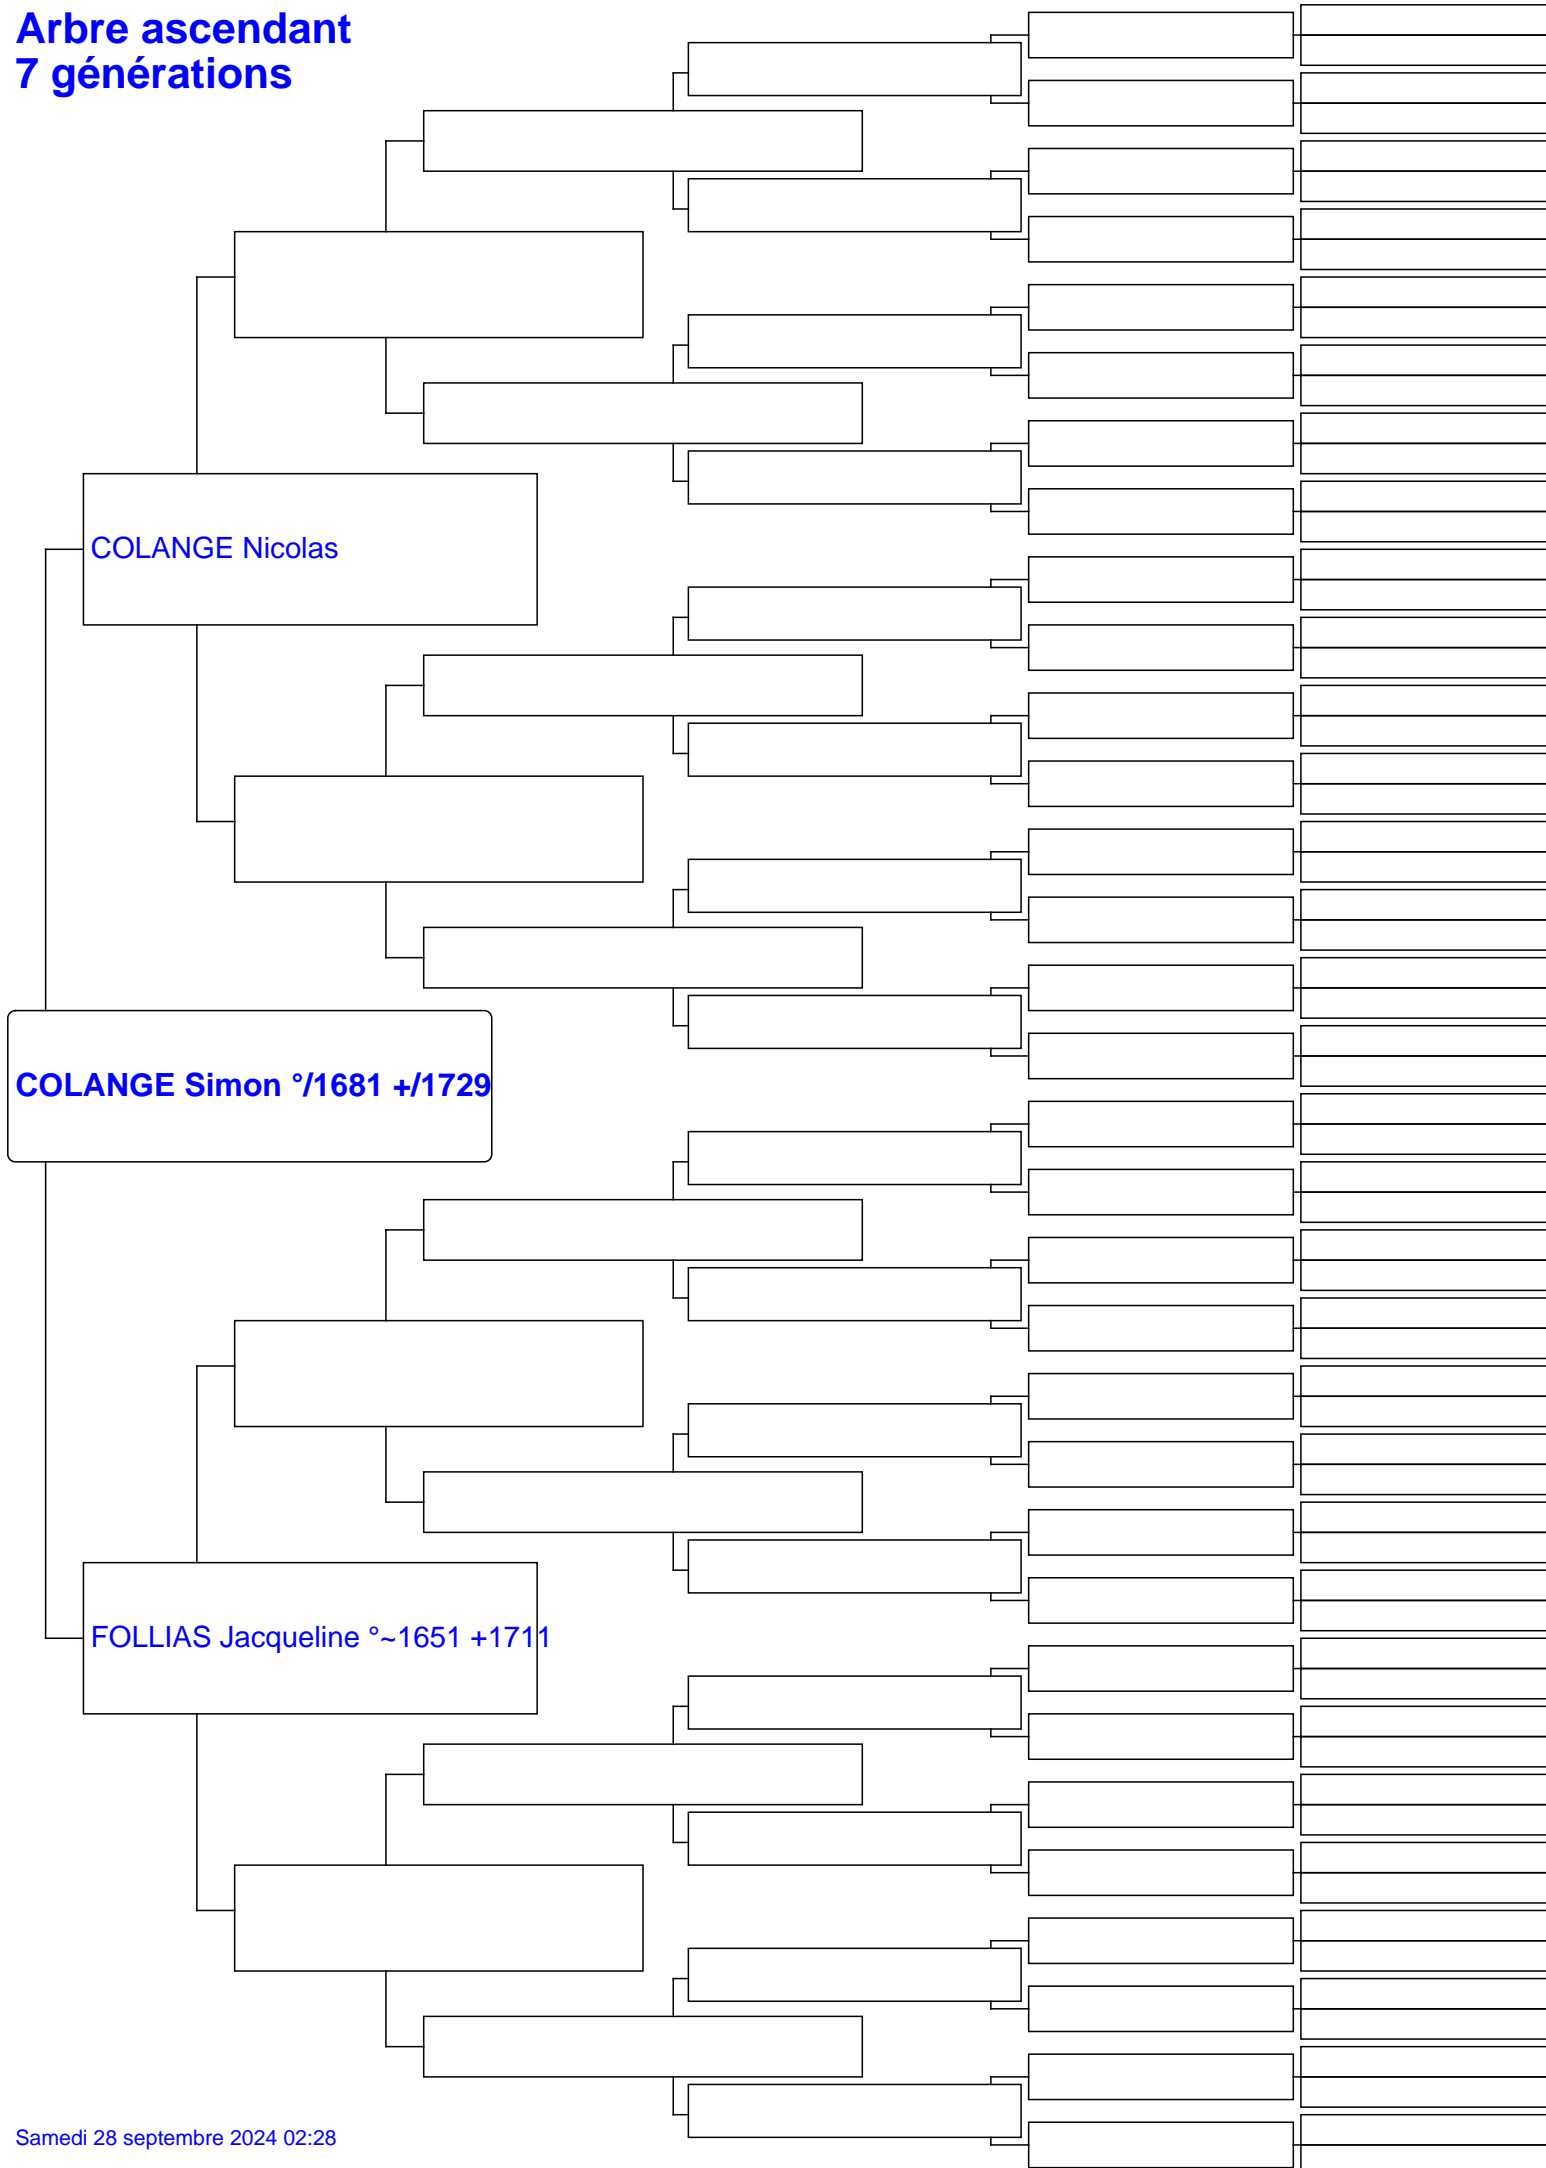 Arbre ascendant
7 générations
COLANGE Nicolas
COLANGE Simon °/1681 +/1729
FOLLIAS Jacqueline °~1651 +1711
Samedi 28 septembre 2024 02:28